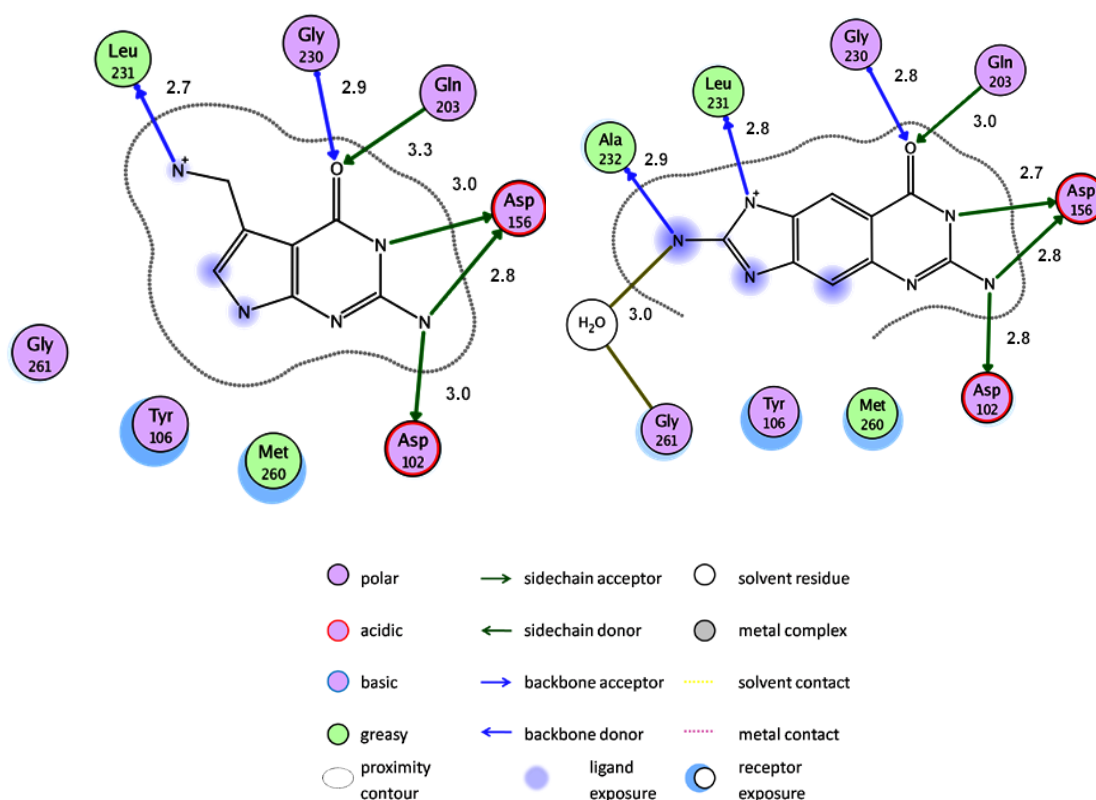 Leu
231
2.7
Gly
230
2.9
Gln
203
3.3
N+
O
3.0
Asp
156
N
2.8
N
N
N
3.0
Gly
261
Tyr
106
Met
260
Asp
102
Gly
230
2.8
Gln
203
3.0
Leu
231
2.8
Ala
232
2.9
O
2.7
Asp
156
N+
N
N
2.8
N
N
N
H2O
3.0
2.8
Gly
261
Tyr
106
Met
260
Asp
102
polar
sidechain acceptor
solvent residue
acidic
sidechain donor
metal complex
basic
backbone acceptor
solvent contact
greasy
backbone donor
metal contact
proximity
contour
ligand
exposure
receptor
exposure